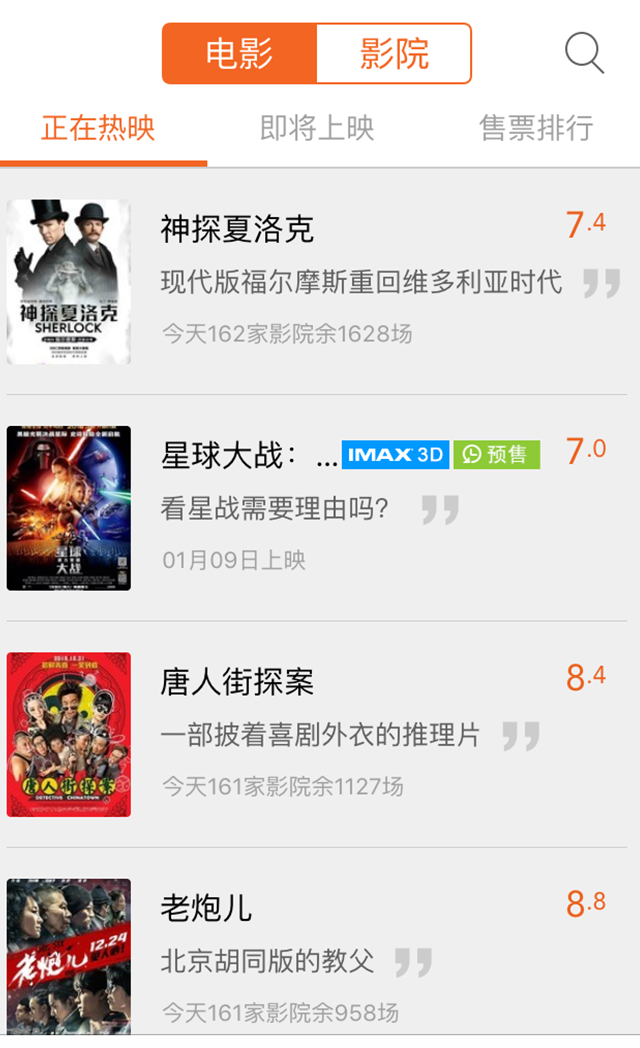 电影 影院
正在热映 即将上映 售票排行
神探夏洛克
SHERLOCK
神探夏洛克 7.4
现代版福尔摩斯重回维多利亚时代
今天162家影院余1628场
星球
大战
星球大战：... IMAX 3D 预售 7.0
看星战需要理由吗?
01月09日上映
唐人街探案
DETECTIVE CHINATOWN
唐人街探案 8.4
一部披着喜剧外衣的推理片
今天161家影院余1127场
12.24
老炮儿
老炮儿 8.8
北京胡同版的教父
今天161家影院余958场